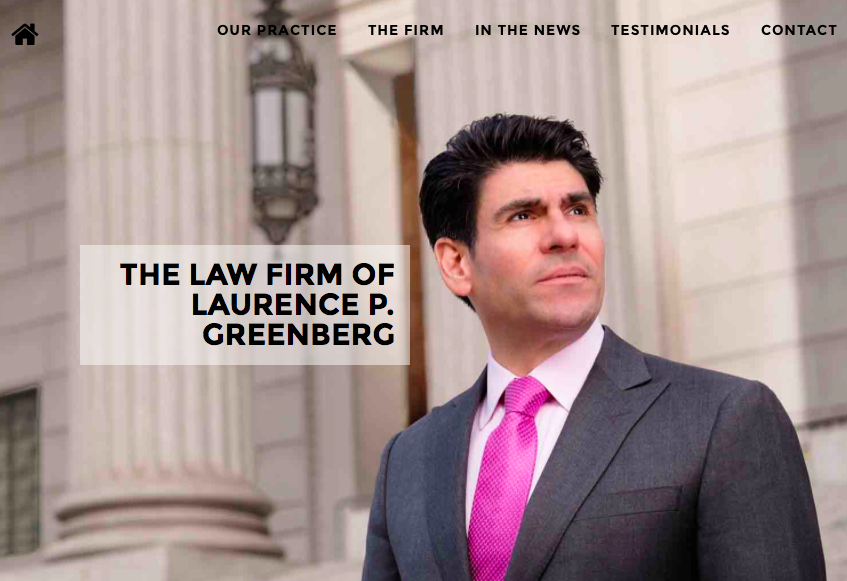 OUR PRACTICE THE FIRM IN THE NEWS TESTIMONIALS CONTACT
THE LAW FIRM OF
LAURENCE P.
GREENBERG